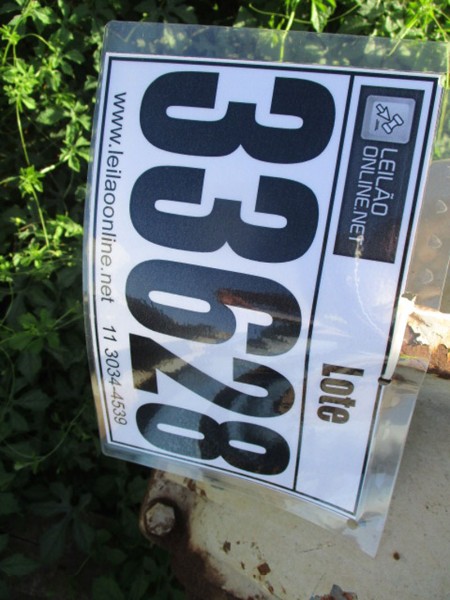 LEILÃO
ONLINE.NET
Lote
33628
www.leilaoonline.net 11 3034-4539